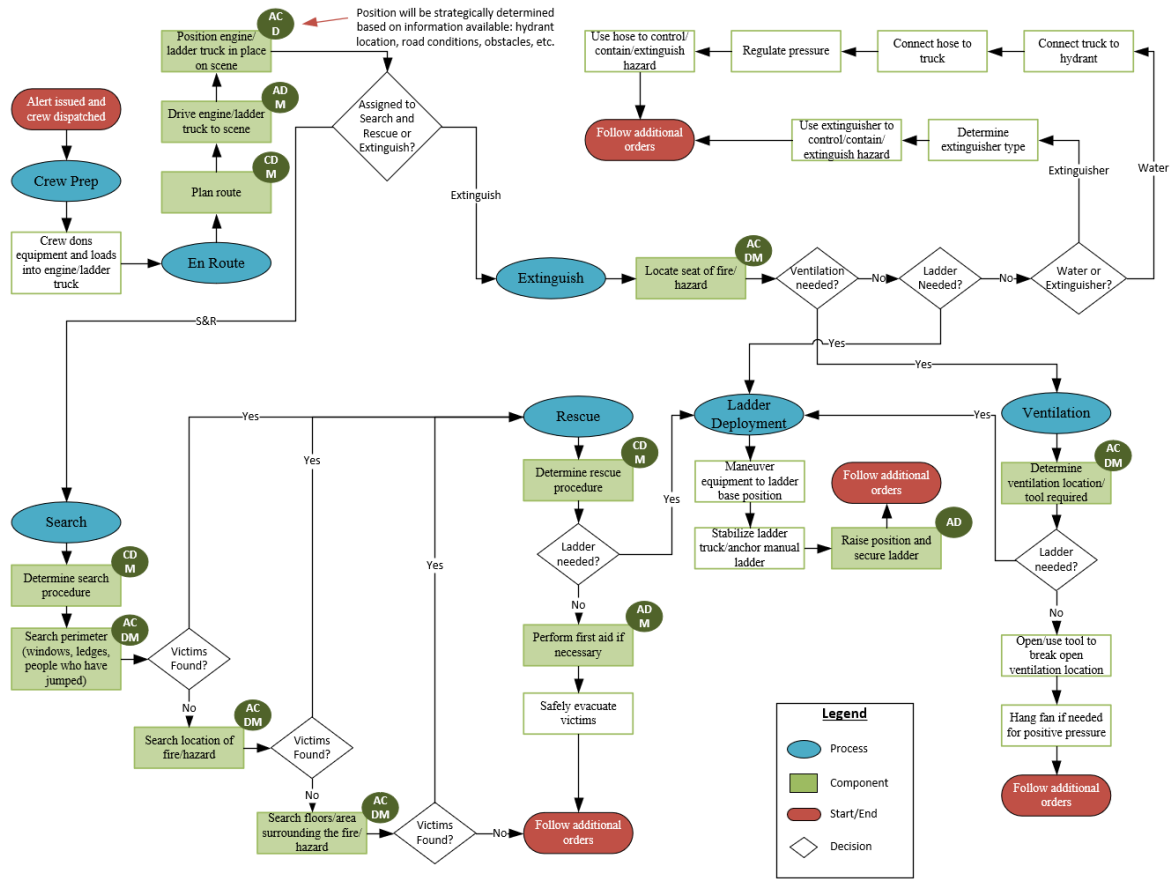 Position will be strategically determined
based on information available: hydrant
location, road conditions, obstacles, etc.
AC
D
Position engine/
ladder truck in place
on scene
AD
M
Drive engine/ladder
truck to scene
CD
M
Plan route
Alert issued and
crew dispatched
Crew Prep
Crew dons
equipment and loads
into engine/ladder
truck
En Route
Assigned to
Search and
Rescue or
Extinguish?
Extinguish
S&R
Use hose to control/
contain/extinguish
hazard
Regulate pressure
Connect hose to
truck
Connect truck to
hydrant
Follow additional
orders
Use extinguisher to
control/contain/
extinguish hazard
Determine
extinguisher type
Extinguisher
Water
Extinguish
AC
DM
Locate seat of fire/
hazard
Ventilation
needed?
No
Ladder
Needed?
No
Water or
Extinguisher?
Yes
Yes
Search
CD
M
Determine search
procedure
AC
DM
Search perimeter
(windows, ledges,
people who have
jumped)
Victims
Found?
Yes
No
AC
DM
Search location of
fire/hazard
Victims
Found?
Yes
No
AC
DM
Search floors/area
surrounding the fire/
hazard
Victims
Found?
Yes
No
Follow additional
orders
Rescue
CD
M
Determine rescue
procedure
Ladder
needed?
Yes
No
AD
M
Perform first aid if
necessary
Safely evacuate
victims
Ladder
Deployment
Maneuver
equipment to ladder
base position
Stabilize ladder
truck/anchor manual
ladder
AD
Raise position and
secure ladder
Follow additional
orders
Ventilation
AC
DM
Determine
ventilation location/
tool required
Ladder
needed?
Yes
No
Open/use tool to
break open
ventilation location
Hang fan if needed
for positive pressure
Follow additional
orders
Legend
Process
Component
Start/End
Decision